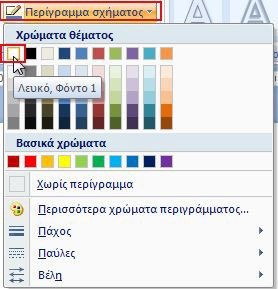 Περίγραμμα σχήματος
Χρώματα θέματος
Λευκό, Φόντο 1
Βασικά χρώματα
Χωρίς περίγραμμα
Περισσότερα χρώματα περιγράμματος...
Πάχος
Παύλες
Βέλη